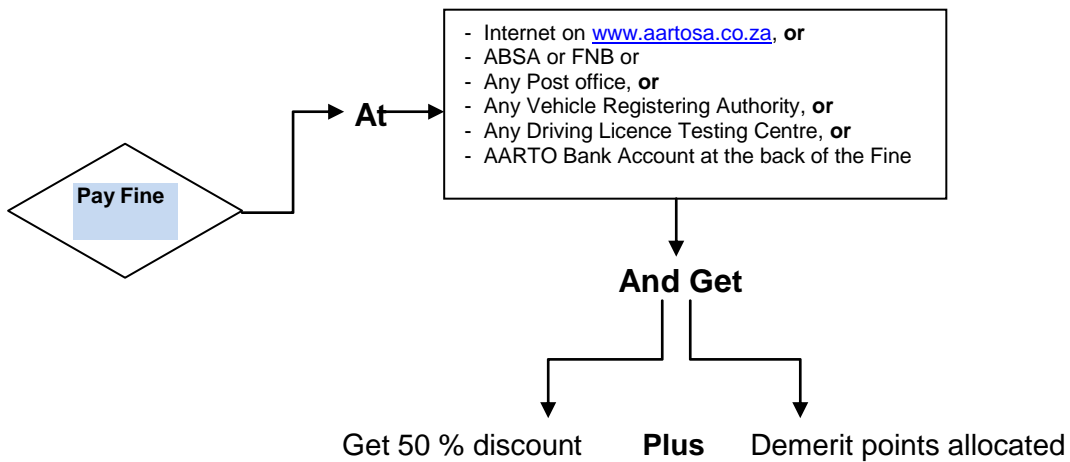 Pay Fine
At
- Internet on www.aartosa.co.za, or
- ABSA or FNB or
- Any Post office, or
- Any Vehicle Registering Authority, or
- Any Driving Licence Testing Centre, or
- AARTO Bank Account at the back of the Fine
And Get
Get 50 % discount Plus Demerit points allocated